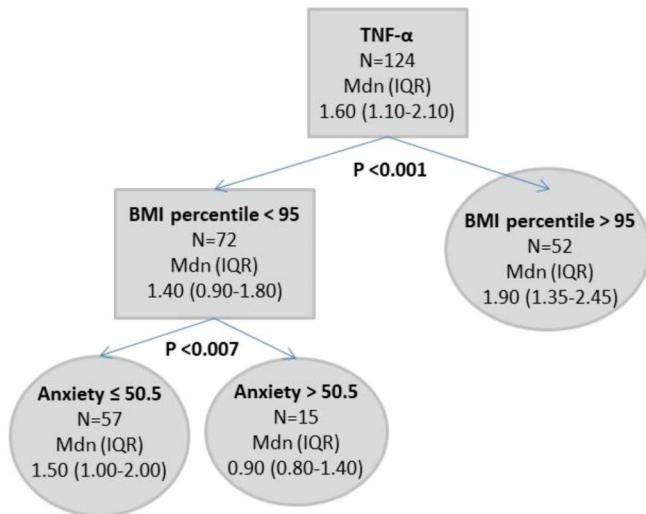 TNF-α
N=124
Mdn (IQR)
1.60 (1.10-2.10)
P <0.001
BMI percentile < 95
N=72
Mdn (IQR)
1.40 (0.90-1.80)
BMI percentile > 95
N=52
Mdn (IQR)
1.90 (1.35-2.45)
P <0.007
Anxiety ≤ 50.5
N=57
Mdn (IQR)
1.50 (1.00-2.00)
Anxiety > 50.5
N=15
Mdn (IQR)
0.90 (0.80-1.40)